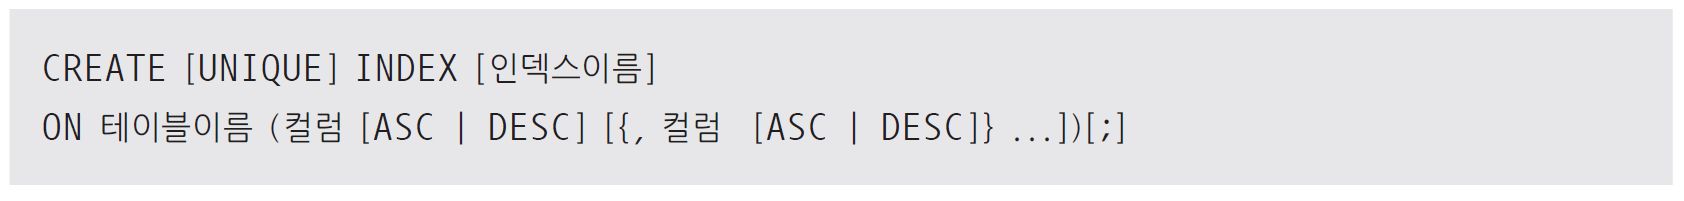 CREATE [UNIQUE] INDEX [인덱스이름]
ON 테이블이름 (컬럼 [ASC | DESC] [{, 컬럼 [ASC | DESC]} ...])[;]